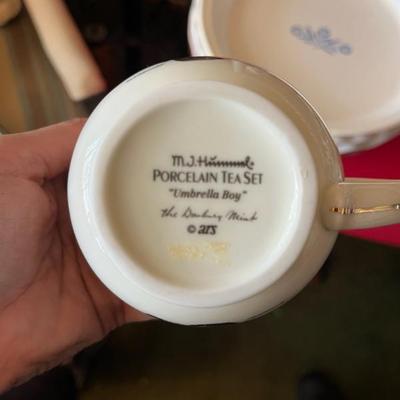 M.J. Hummel
PORCELAIN TEA SET
"Umbrella Boy"
the Danbury Mint
© ars